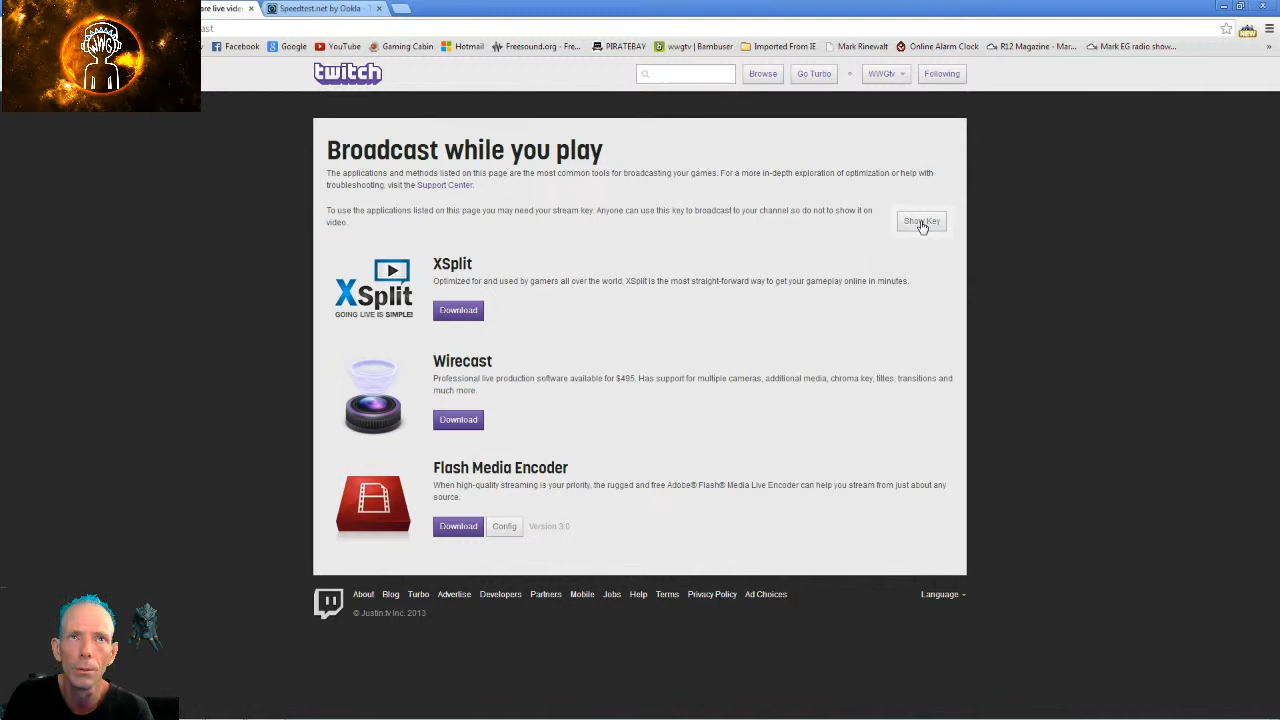 are live vide
Speedtest.net by Ookla - T
ast
Facebook
Google
YouTube
Gaming Cabin
Hotmail
Freesound.org - Fre...
PIRATEBAY
wwgtv | Bambuser
Imported From IE
Mark Rinewalt
Online Alarm Clock
R12 Magazine - Mar...
Mark EG radio show...
»
NEW
WWG
twitch
Browse
Go Turbo
WWGtv
Following
Broadcast while you play
The applications and methods listed on this page are the most common tools for broadcasting your games. For a more in-depth exploration of optimization or help with
troubleshooting, visit the Support Center.
To use the applications listed on this page you may need your stream key. Anyone can use this key to broadcast to your channel so do not to show it on
video.
Show Key
XSplit
GOING LIVE IS SIMPLE!
XSplit
Optimized for and used by gamers all over the world, XSplit is the most straight-forward way to get your gameplay online in minutes.
Download
Wirecast
Professional live production software available for $495. Has support for multiple cameras, additional media, chroma key, titles, transitions and
much more.
Download
Flash Media Encoder
When high-quality streaming is your priority, the rugged and free Adobe® Flash® Media Live Encoder can help you stream from just about any
source.
Download
Config
Version 3.0
About
Blog
Turbo
Advertise
Developers
Partners
Mobile
Jobs
Help
Terms
Privacy Policy
Ad Choices
Language
© Justin.tv Inc. 2013